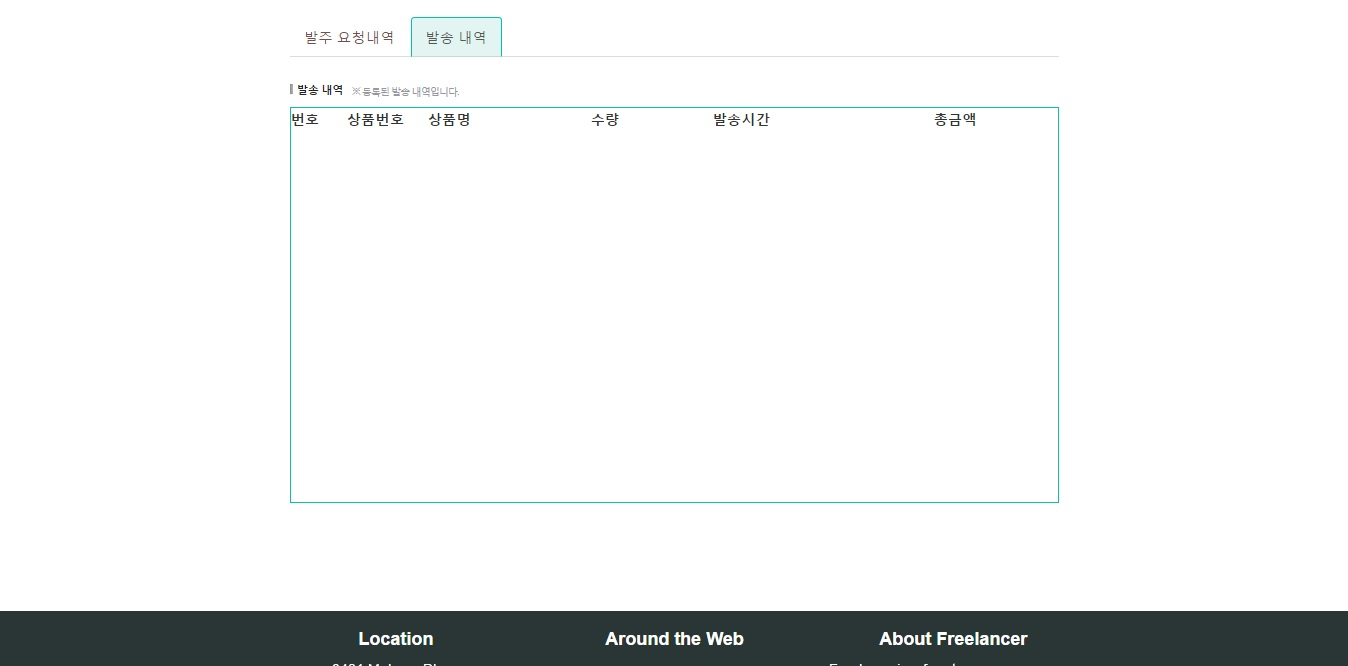 발주 요청내역 발송 내역
발송 내역 ※ 등록된 발송 내역입니다.
번호 상품번호 상품명 수량 발송시간 총금액
Location Around the Web About Freelancer